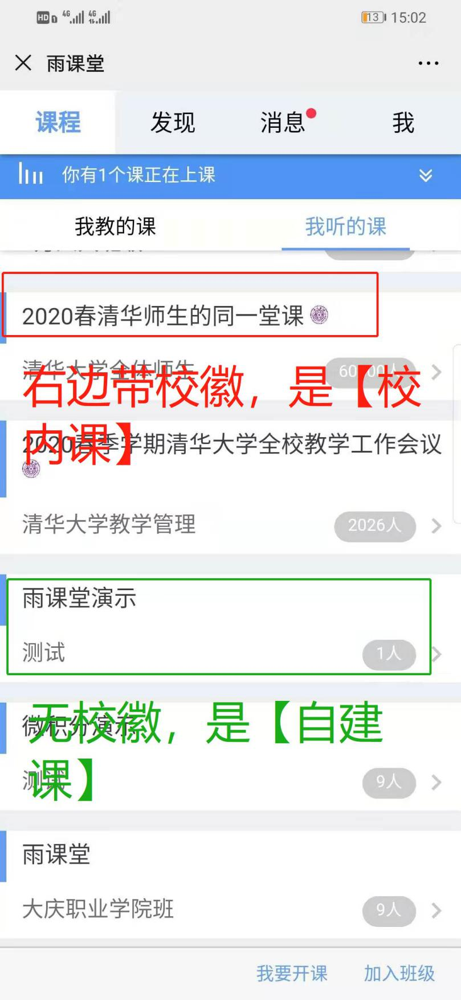 HD 1 4G 4G 13 15:02
雨课堂
课程 发现 消息 我
你有1个课正在上课
我教的课 我听的课
2020春清华师生的同一堂课
清华大学全体师生
右边带校徽，是【校
内课】
2020春季学期清华大学全校教学工作会议
清华大学教学管理 2026人
雨课堂演示
测试 1人
微积分演示
无校徽，是【自建
课】
测试 9人
雨课堂
大庆职业学院班 9人
我要开课 加入班级